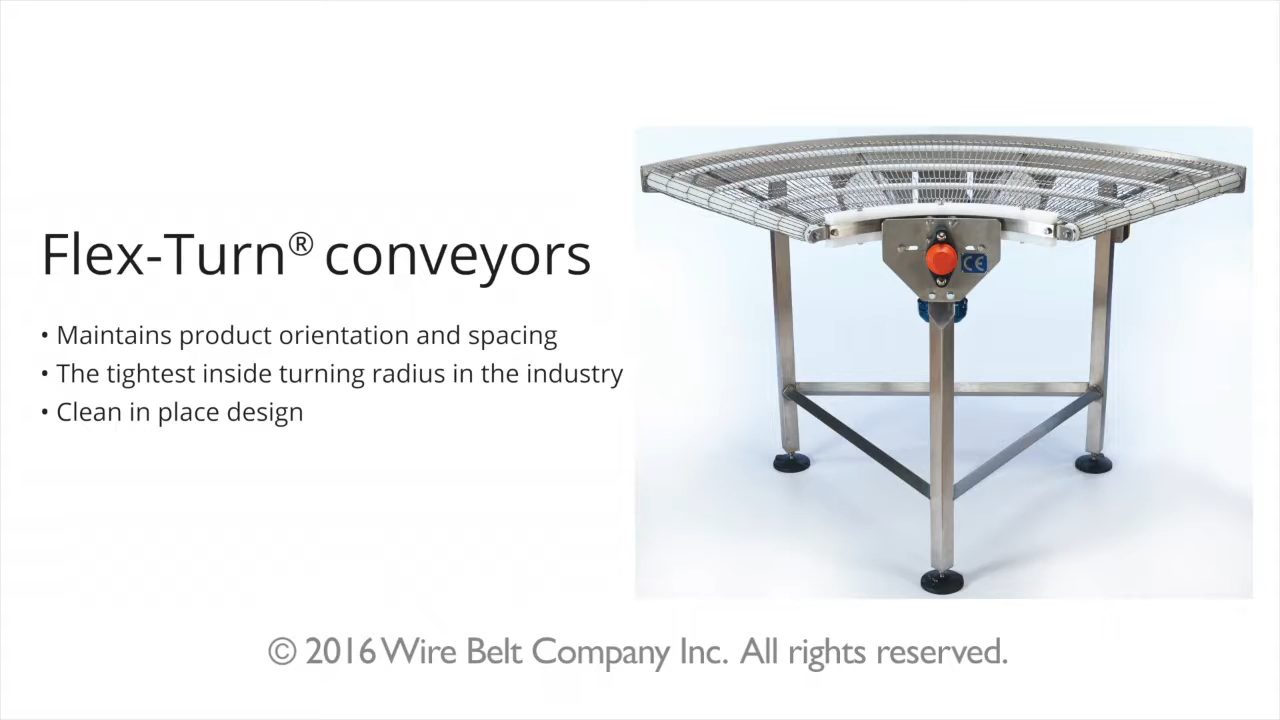 Flex-Turn® conveyors
• Maintains product orientation and spacing
• The tightest inside turning radius in the industry
• Clean in place design
CE
© 2016 Wire Belt Company Inc. All rights reserved.